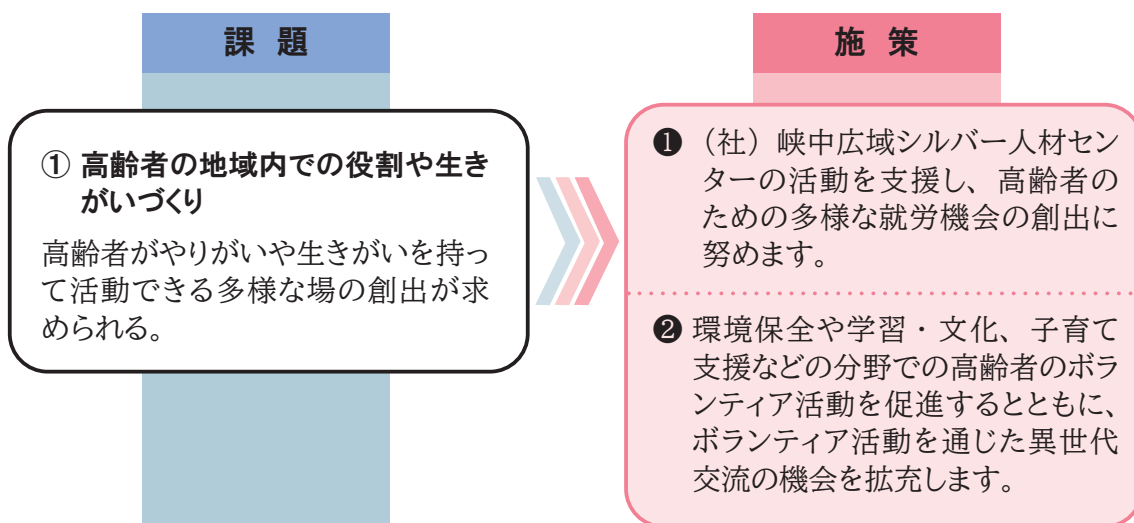 課 題
① 高齢者の地域内での役割や生き
がいづくり
高齢者がやりがいや生きがいを持っ
て活動できる多様な場の創出が求
められる。
施 策
❶ （社）峡中広域シルバー人材セン
ターの活動を支援し、高齢者の
ための多様な就労機会の創出に
努めます。
❷ 環境保全や学習・文化、子育て
支援などの分野での高齢者のボラ
ンティア活動を促進するとともに、
ボランティア活動を通じた異世代
交流の機会を拡充します。